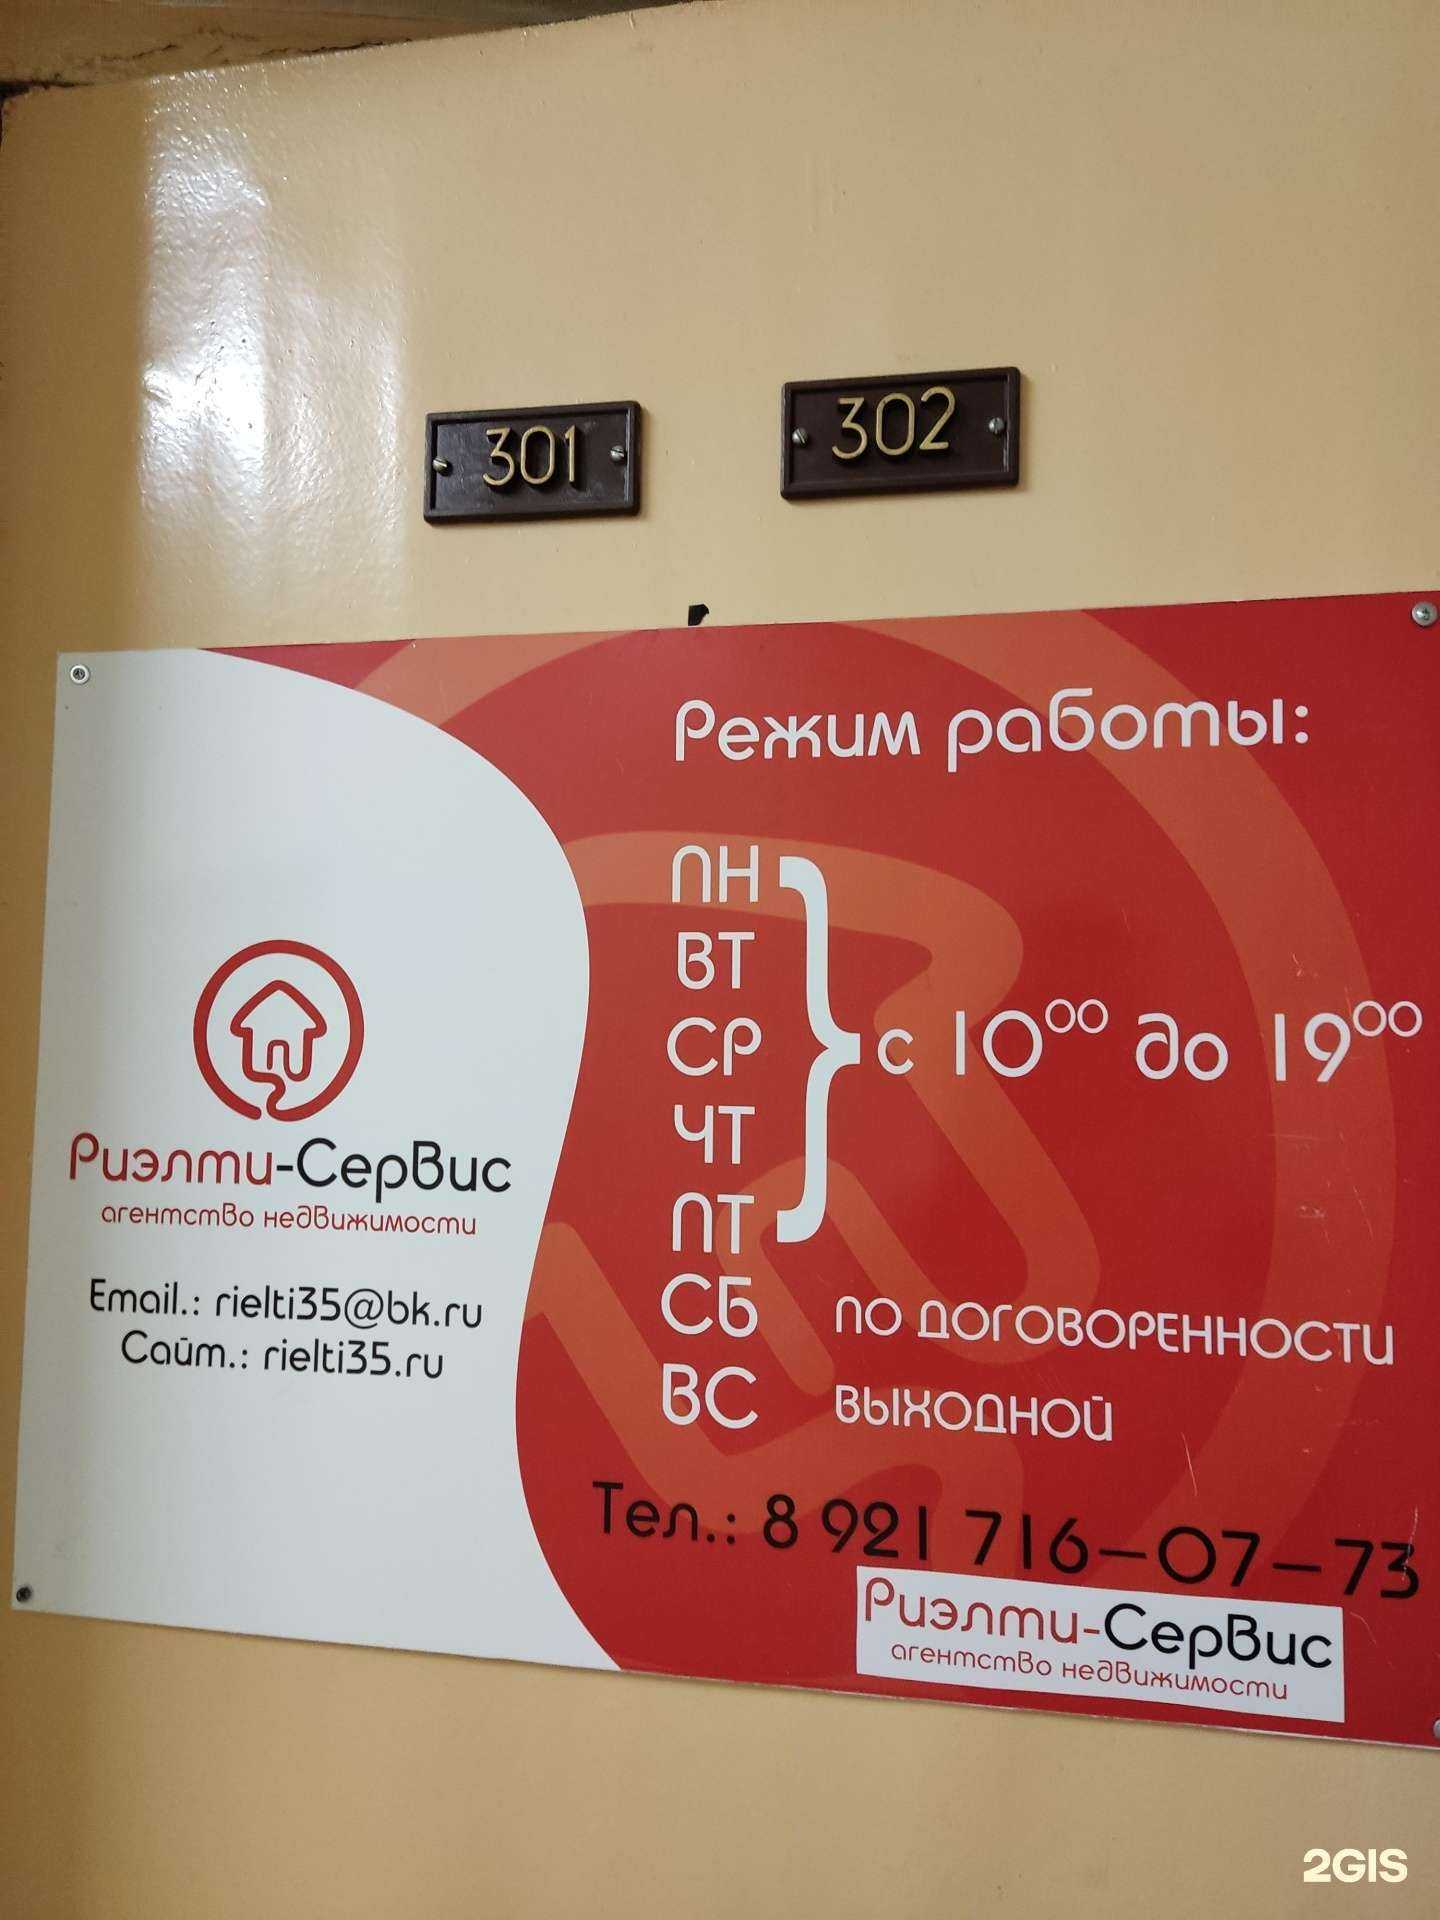 301
302
Режим работы:
ПН
ВТ
СР
ЧТ
ПТ
с 10⁰⁰ до 19⁰⁰
СБ по договоренности
ВС выходной
Риэлти-Сервис
агентство недвижимости
Email.: rielti35@bk.ru
Сайт.: rielti35.ru
Тел.: 8 921 716-07-73
Риэлти-Сервис
агентство недвижимости
2GIS